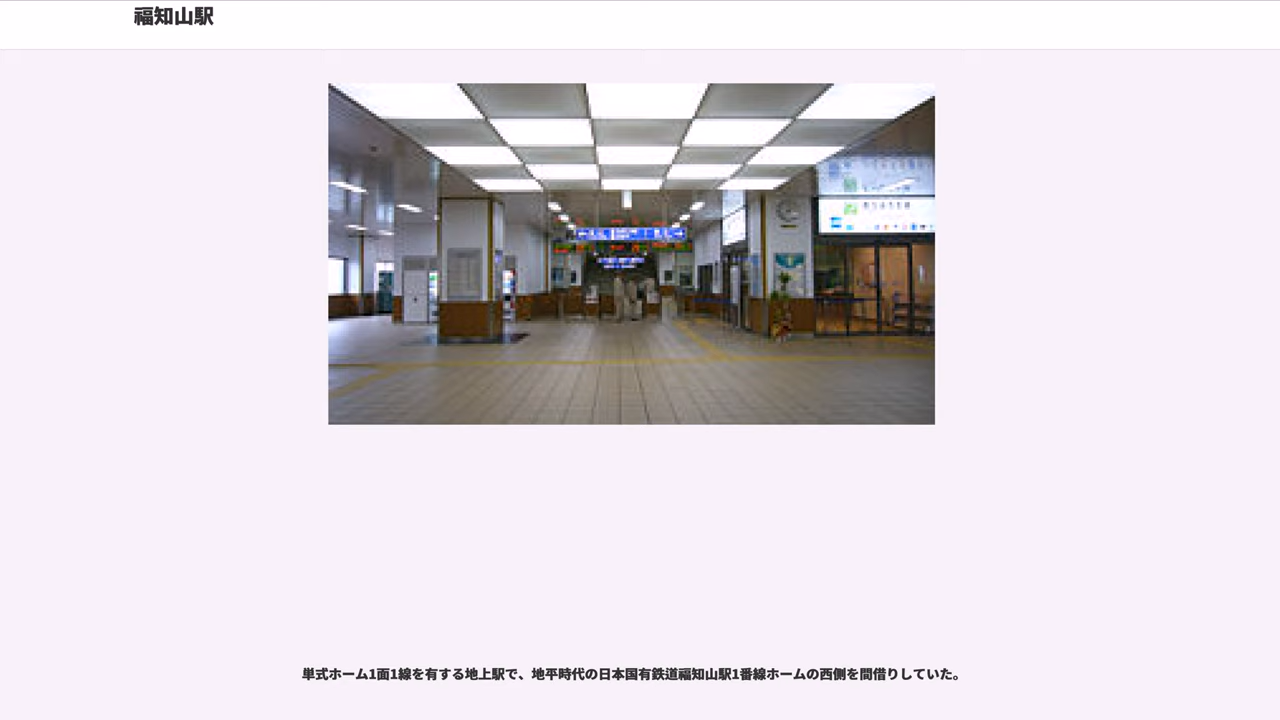 福知山駅
単式ホーム1面1線を有する地上駅で、地平時代の日本国有鉄道福知山駅1番線ホームの西側を間借りしていた。